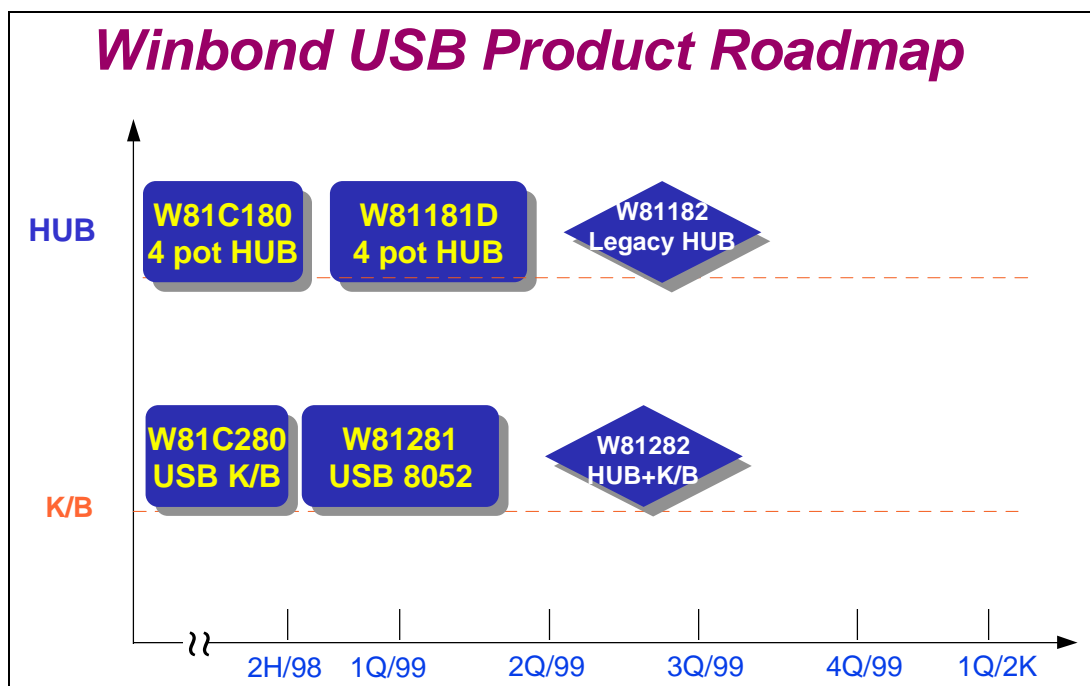 Winbond USB Product Roadmap
HUB
W81C180
4 pot HUB
W81181D
4 pot HUB
W81182
Legacy HUB
K/B
W81C280
USB K/B
W81281
USB 8052
W81282
HUB+K/B
2H/98 1Q/99 2Q/99 3Q/99 4Q/99 1Q/2K